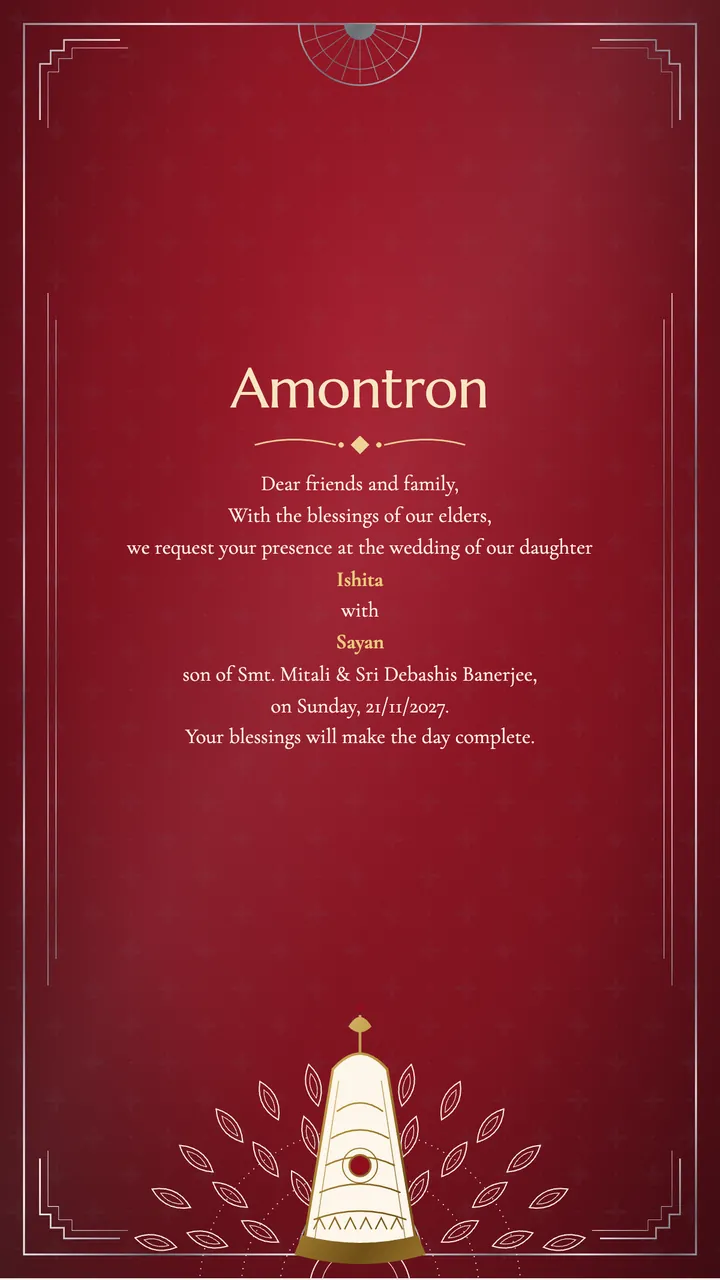 Amontron
Dear friends and family,
With the blessings of our elders,
we request your presence at the wedding of our daughter
Ishita
with
Sayan
son of Smt. Mitali & Sri Debashis Banerjee,
on Sunday, 21/11/2027.
Your blessings will make the day complete.